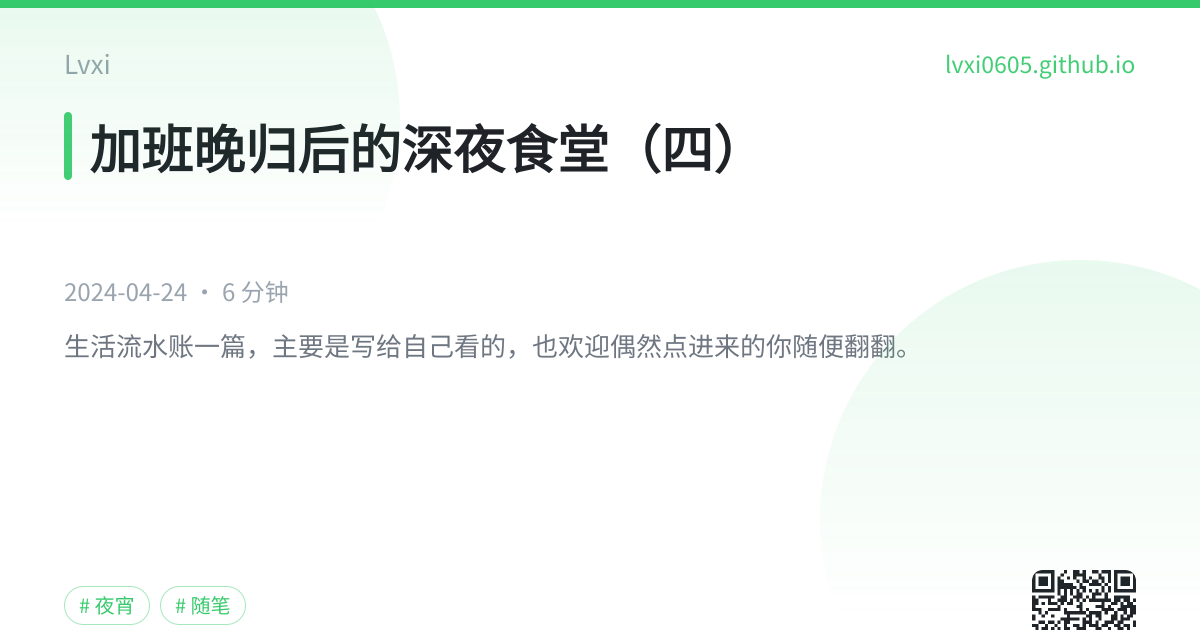 Lvxi
lvxi0605.github.io
加班晚归后的深夜食堂（四）
2024-04-24 · 6 分钟
生活流水账一篇，主要是写给自己看的，也欢迎偶然点进来的你随便翻翻。
# 夜宵
# 随笔